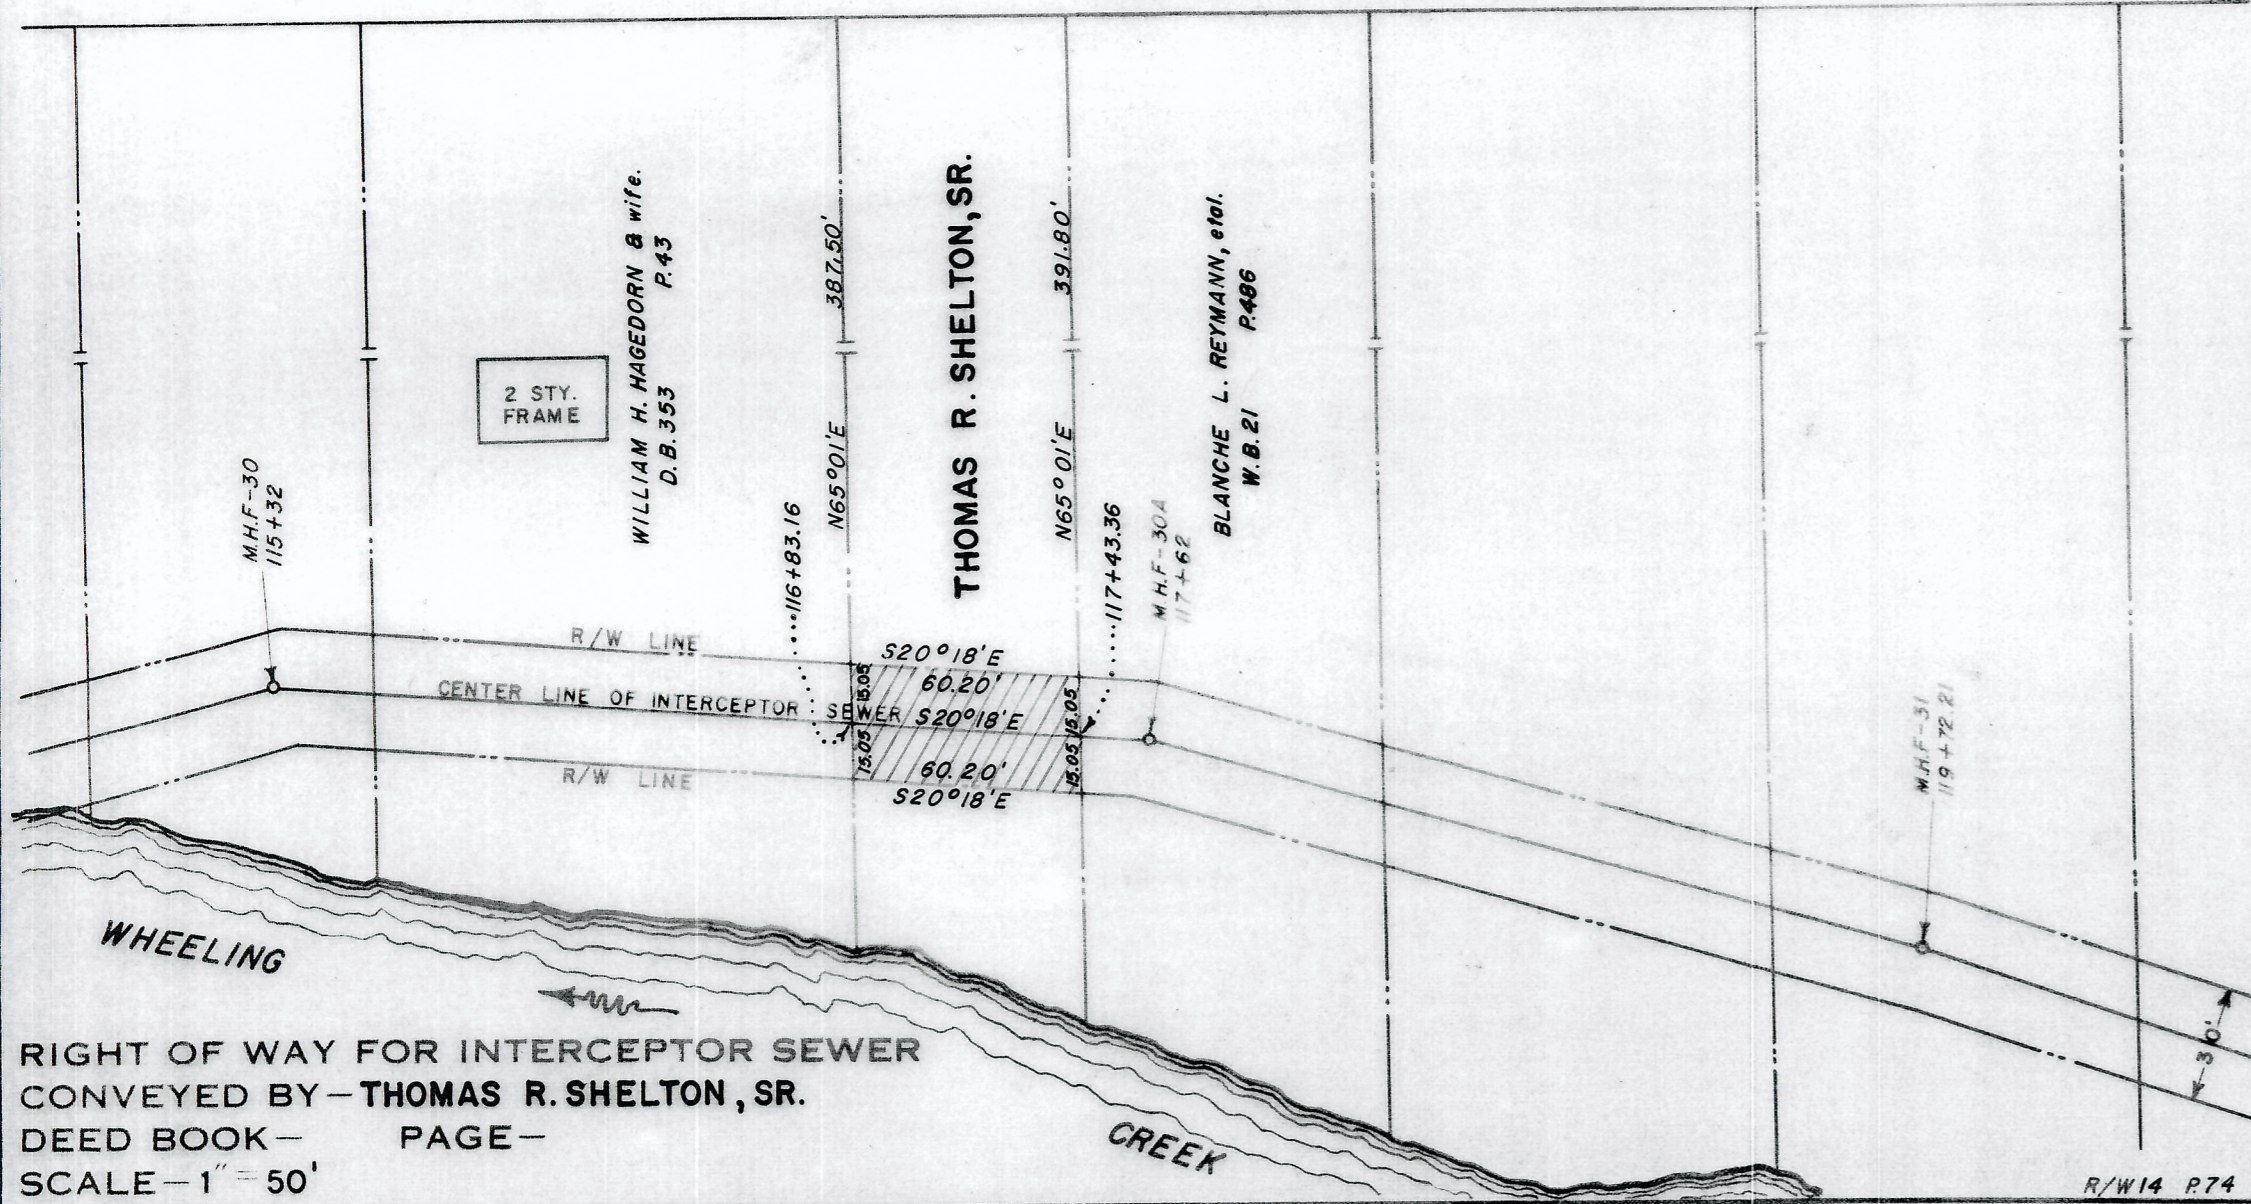 M.H.F-30
115+32
2 STY.
FRAME
WILLIAM H. HAGEDORN & wife.
D.B. 353 P.43
116+83.16
N65°01'E 387.50'
THOMAS R. SHELTON, SR.
N65°01'E 391.80'
117+43.36
M.H.F-30A
117+62
BLANCHE L. REYMANN, etal.
W.B. 21 P.486
R/W LINE
S20°18'E
60.20'
15.05
15.05
CENTER LINE OF INTERCEPTOR SEWER
S20°18'E
15.05
15.05
60.20'
S20°18'E
R/W LINE
M.H.F-31
119+72.21
30'
WHEELING
CREEK
RIGHT OF WAY FOR INTERCEPTOR SEWER
CONVEYED BY-THOMAS R. SHELTON, SR.
DEED BOOK- PAGE-
SCALE-1"=50'
R/W 14 P.74